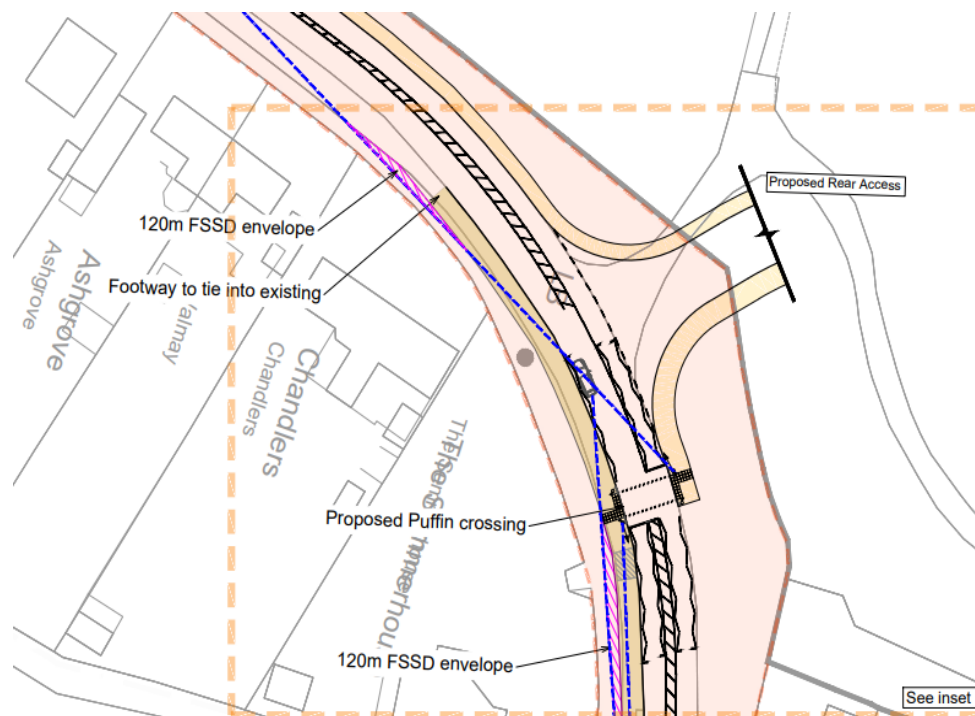 Proposed Rear Access
120m FSSD envelope
Footway to tie into existing
Ashgrove
Ashgrove
Chandlers
Chandlers
Proposed Puffin crossing
120m FSSD envelope
See inset